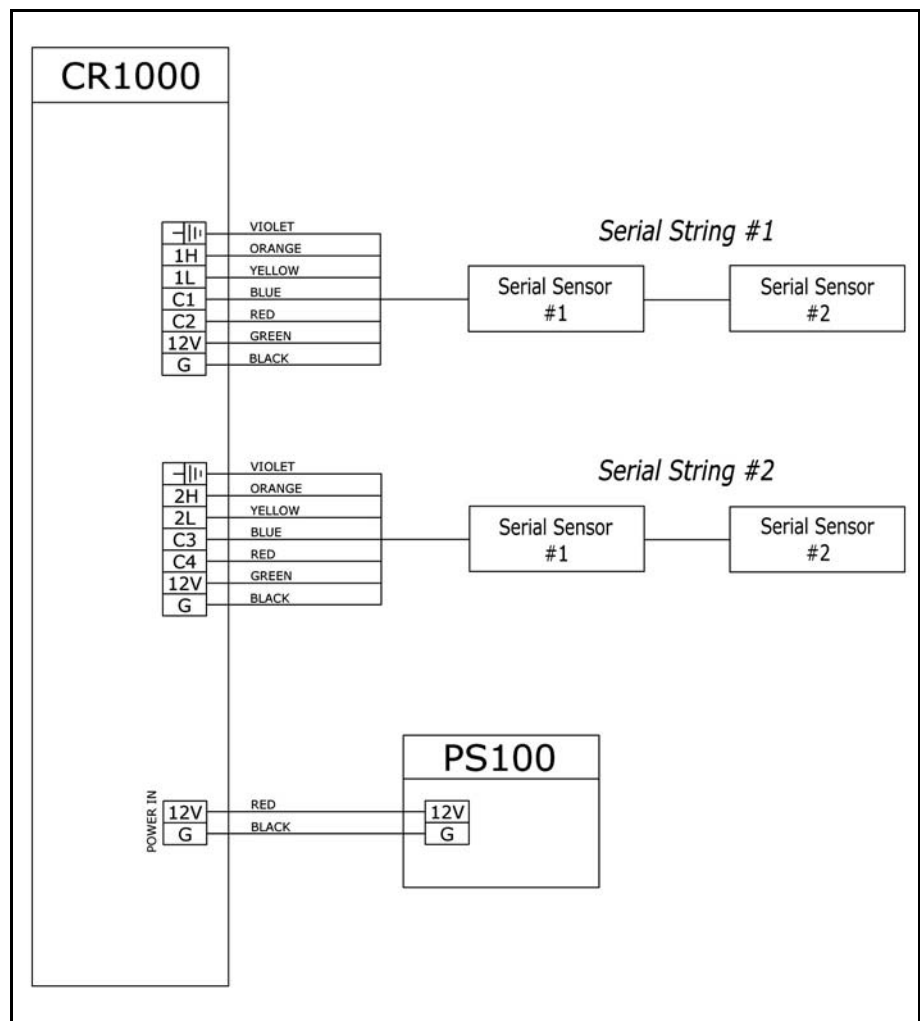 CR1000
Serial String #1
VIOLET
1H ORANGE
1L YELLOW
C1 BLUE
C2 RED
12V GREEN
G BLACK
Serial Sensor
#1
Serial Sensor
#2
Serial String #2
VIOLET
2H ORANGE
2L YELLOW
C3 BLUE
C4 RED
12V GREEN
G BLACK
Serial Sensor
#1
Serial Sensor
#2
PS100
POWER IN
12V RED 12V
G BLACK G